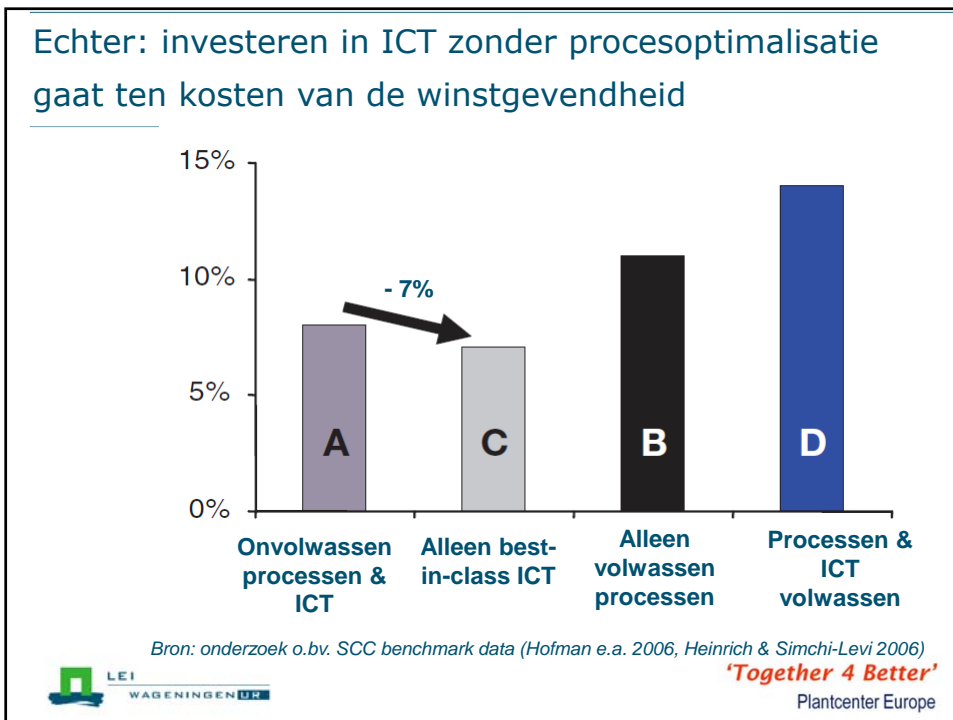 Echter: investeren in ICT zonder procesoptimalisatie
gaat ten kosten van de winstgevendheid
15%
10%
5%
0%
- 7%
A
C
B
D
Onvolwassen
processen &
ICT
Alleen best-
in-class ICT
Alleen
volwassen
processen
Processen &
ICT
volwassen
Bron: onderzoek o.bv. SCC benchmark data (Hofman e.a. 2006, Heinrich & Simchi-Levi 2006)
LEI
WAGENINGEN UR
'Together 4 Better'
Plantcenter Europe